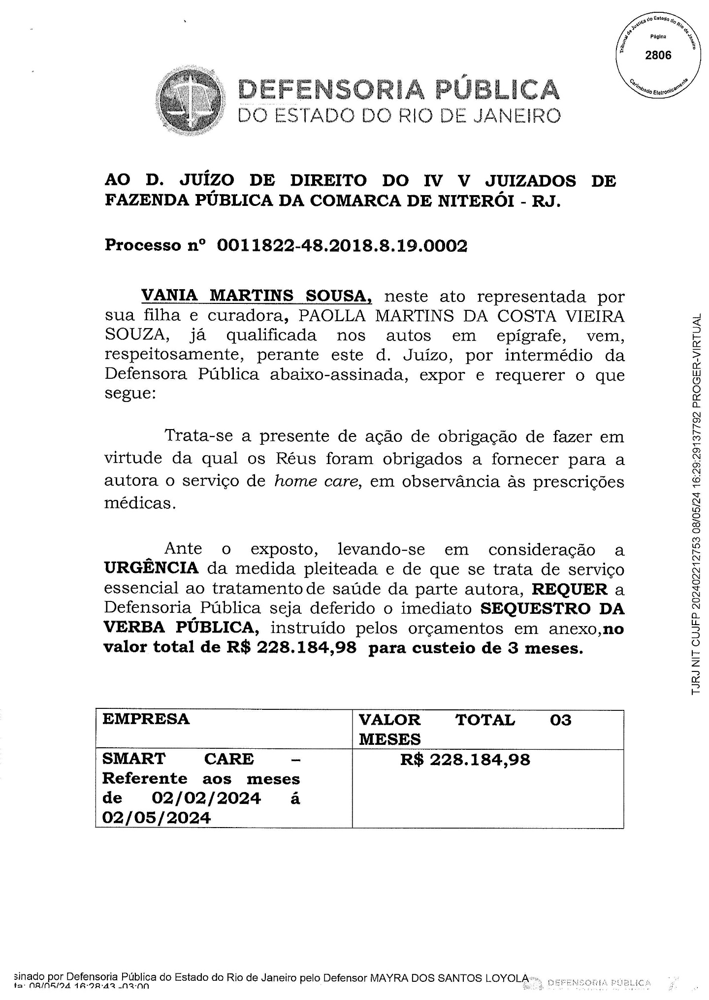 Tribunal de Justiça do Estado do Rio de Janeiro
Página
2806
Carimbado Eletronicamente
DEFENSORIA PÚBLICA
DO ESTADO DO RIO DE JANEIRO
AO D. JUÍZO DE DIREITO DO IV V JUIZADOS DE
FAZENDA PÚBLICA DA COMARCA DE NITERÓI - RJ.
Processo nº 0011822-48.2018.8.19.0002
VANIA MARTINS SOUSA, neste ato representada por
sua filha e curadora, PAOLLA MARTINS DA COSTA VIEIRA
SOUZA, já qualificada nos autos em epígrafe, vem,
respeitosamente, perante este d. Juízo, por intermédio da
Defensora Pública abaixo-assinada, expor e requerer o que
segue:
Trata-se a presente de ação de obrigação de fazer em
virtude da qual os Réus foram obrigados a fornecer para a
autora o serviço de home care, em observância às prescrições
médicas.
Ante o exposto, levando-se em consideração a
URGÊNCIA da medida pleiteada e de que se trata de serviço
essencial ao tratamento de saúde da parte autora, REQUER a
Defensoria Pública seja deferido o imediato SEQUESTRO DA
VERBA PÚBLICA, instruído pelos orçamentos em anexo,no
valor total de R$ 228.184,98 para custeio de 3 meses.
EMPRESA
VALOR TOTAL 03
MESES
SMART CARE –
Referente aos meses
de 02/02/2024 á
02/05/2024
R$ 228.184,98
TJRJ NIT CUJFP 202402212753 08/05/24 16:29:29137792 PROGER-VIRTUAL
sinado por Defensoria Pública do Estado do Rio de Janeiro pelo Defensor MAYRA DOS SANTOS LOYOLA
ta: 08/05/24 16:28:43 -03:00
DEFENSORIA PÚBLICA